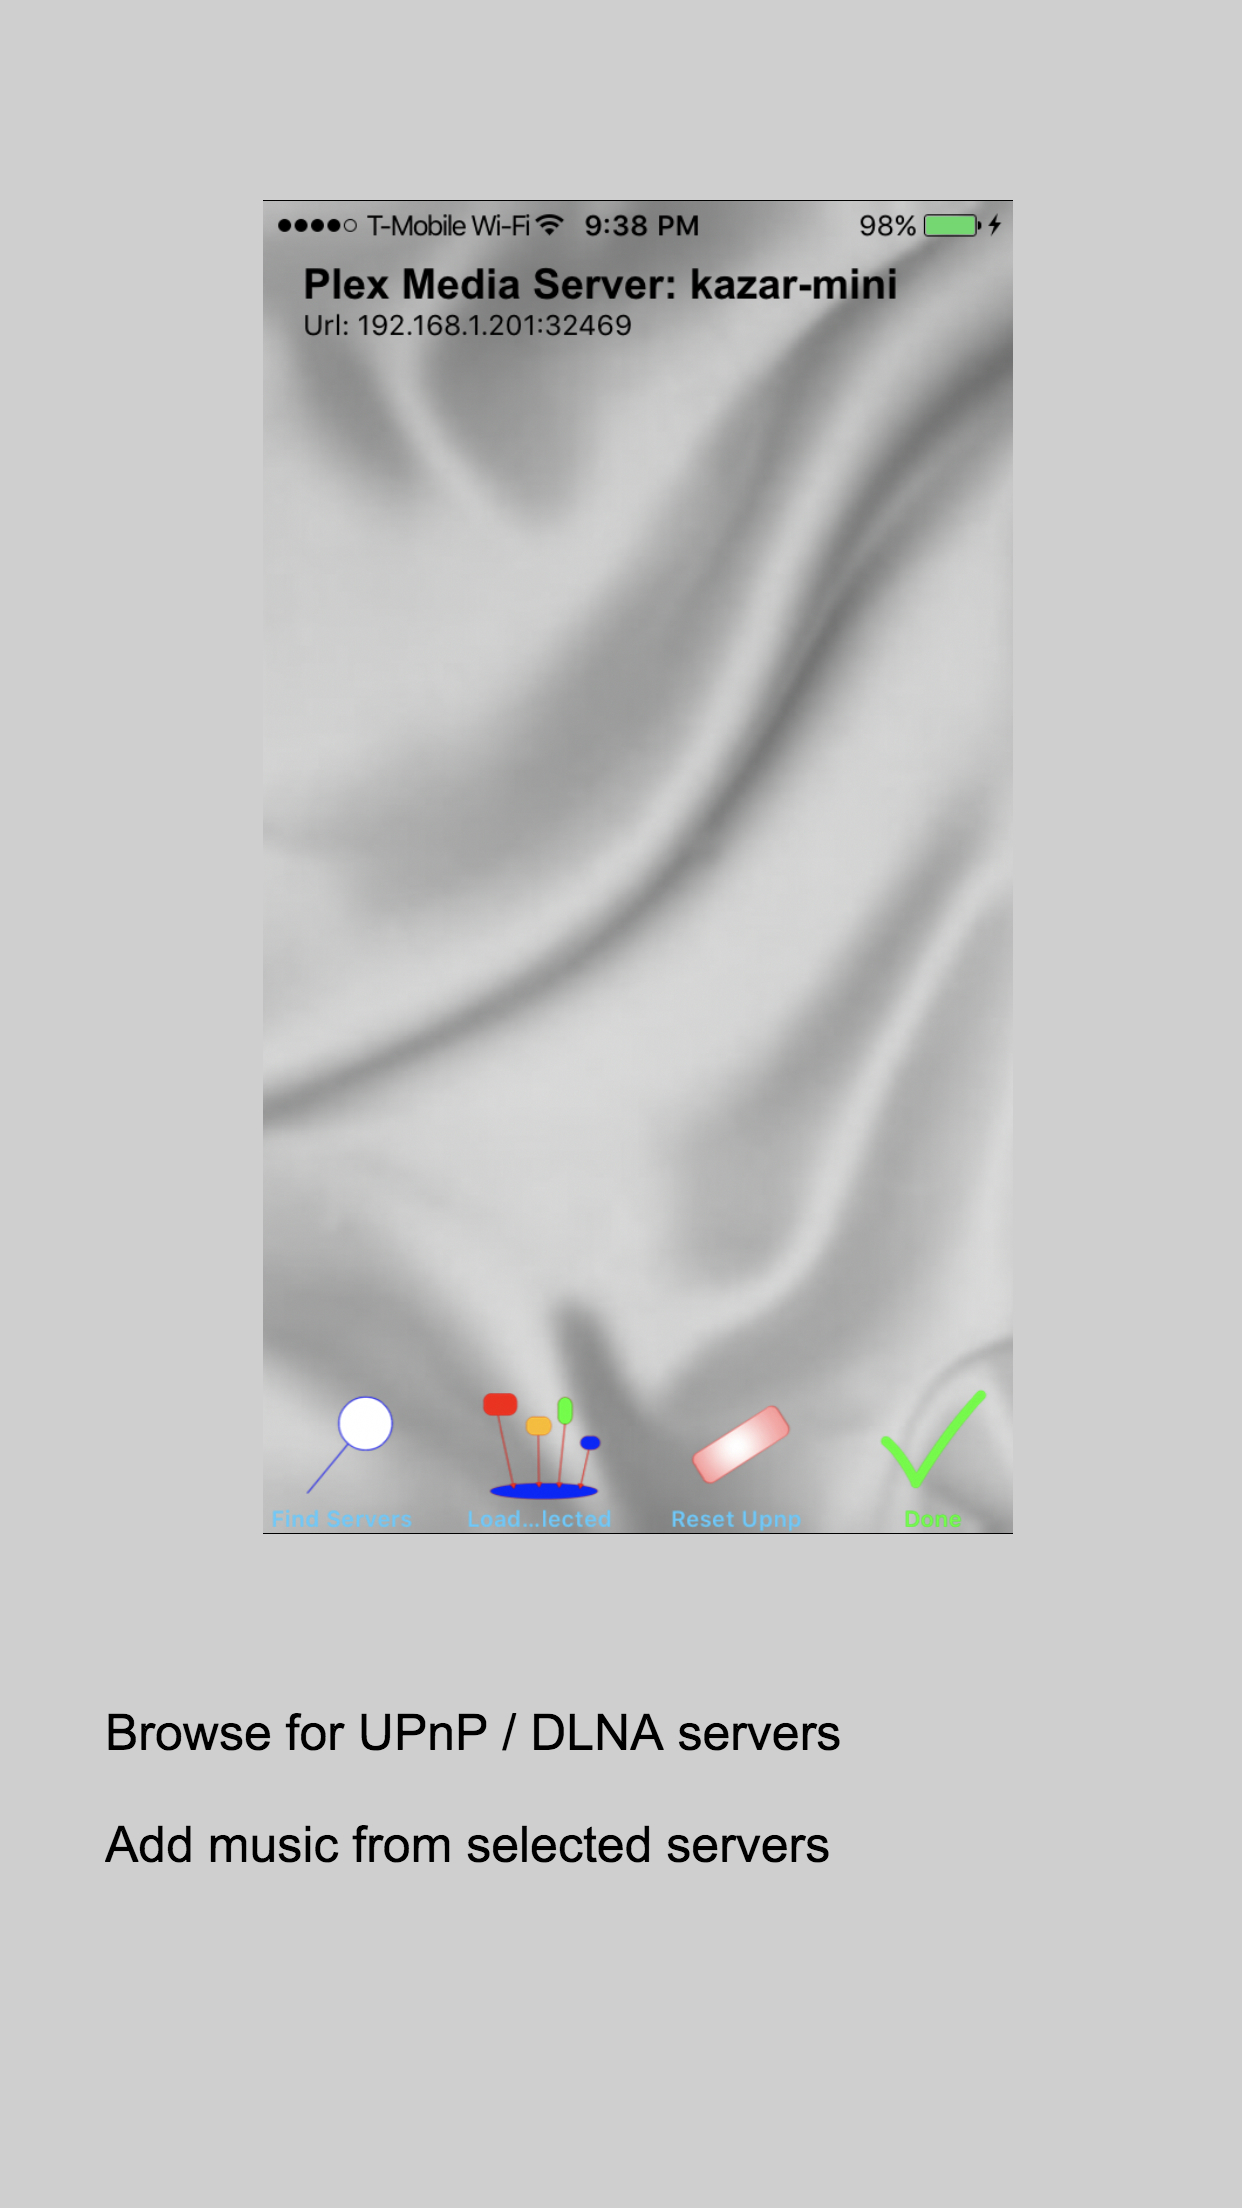 T-Mobile Wi-Fi 9:38 PM 98%
Plex Media Server: kazar-mini
Url: 192.168.1.201:32469
Find Servers Load...lected Reset Upnp Done
Browse for UPnP / DLNA servers
Add music from selected servers